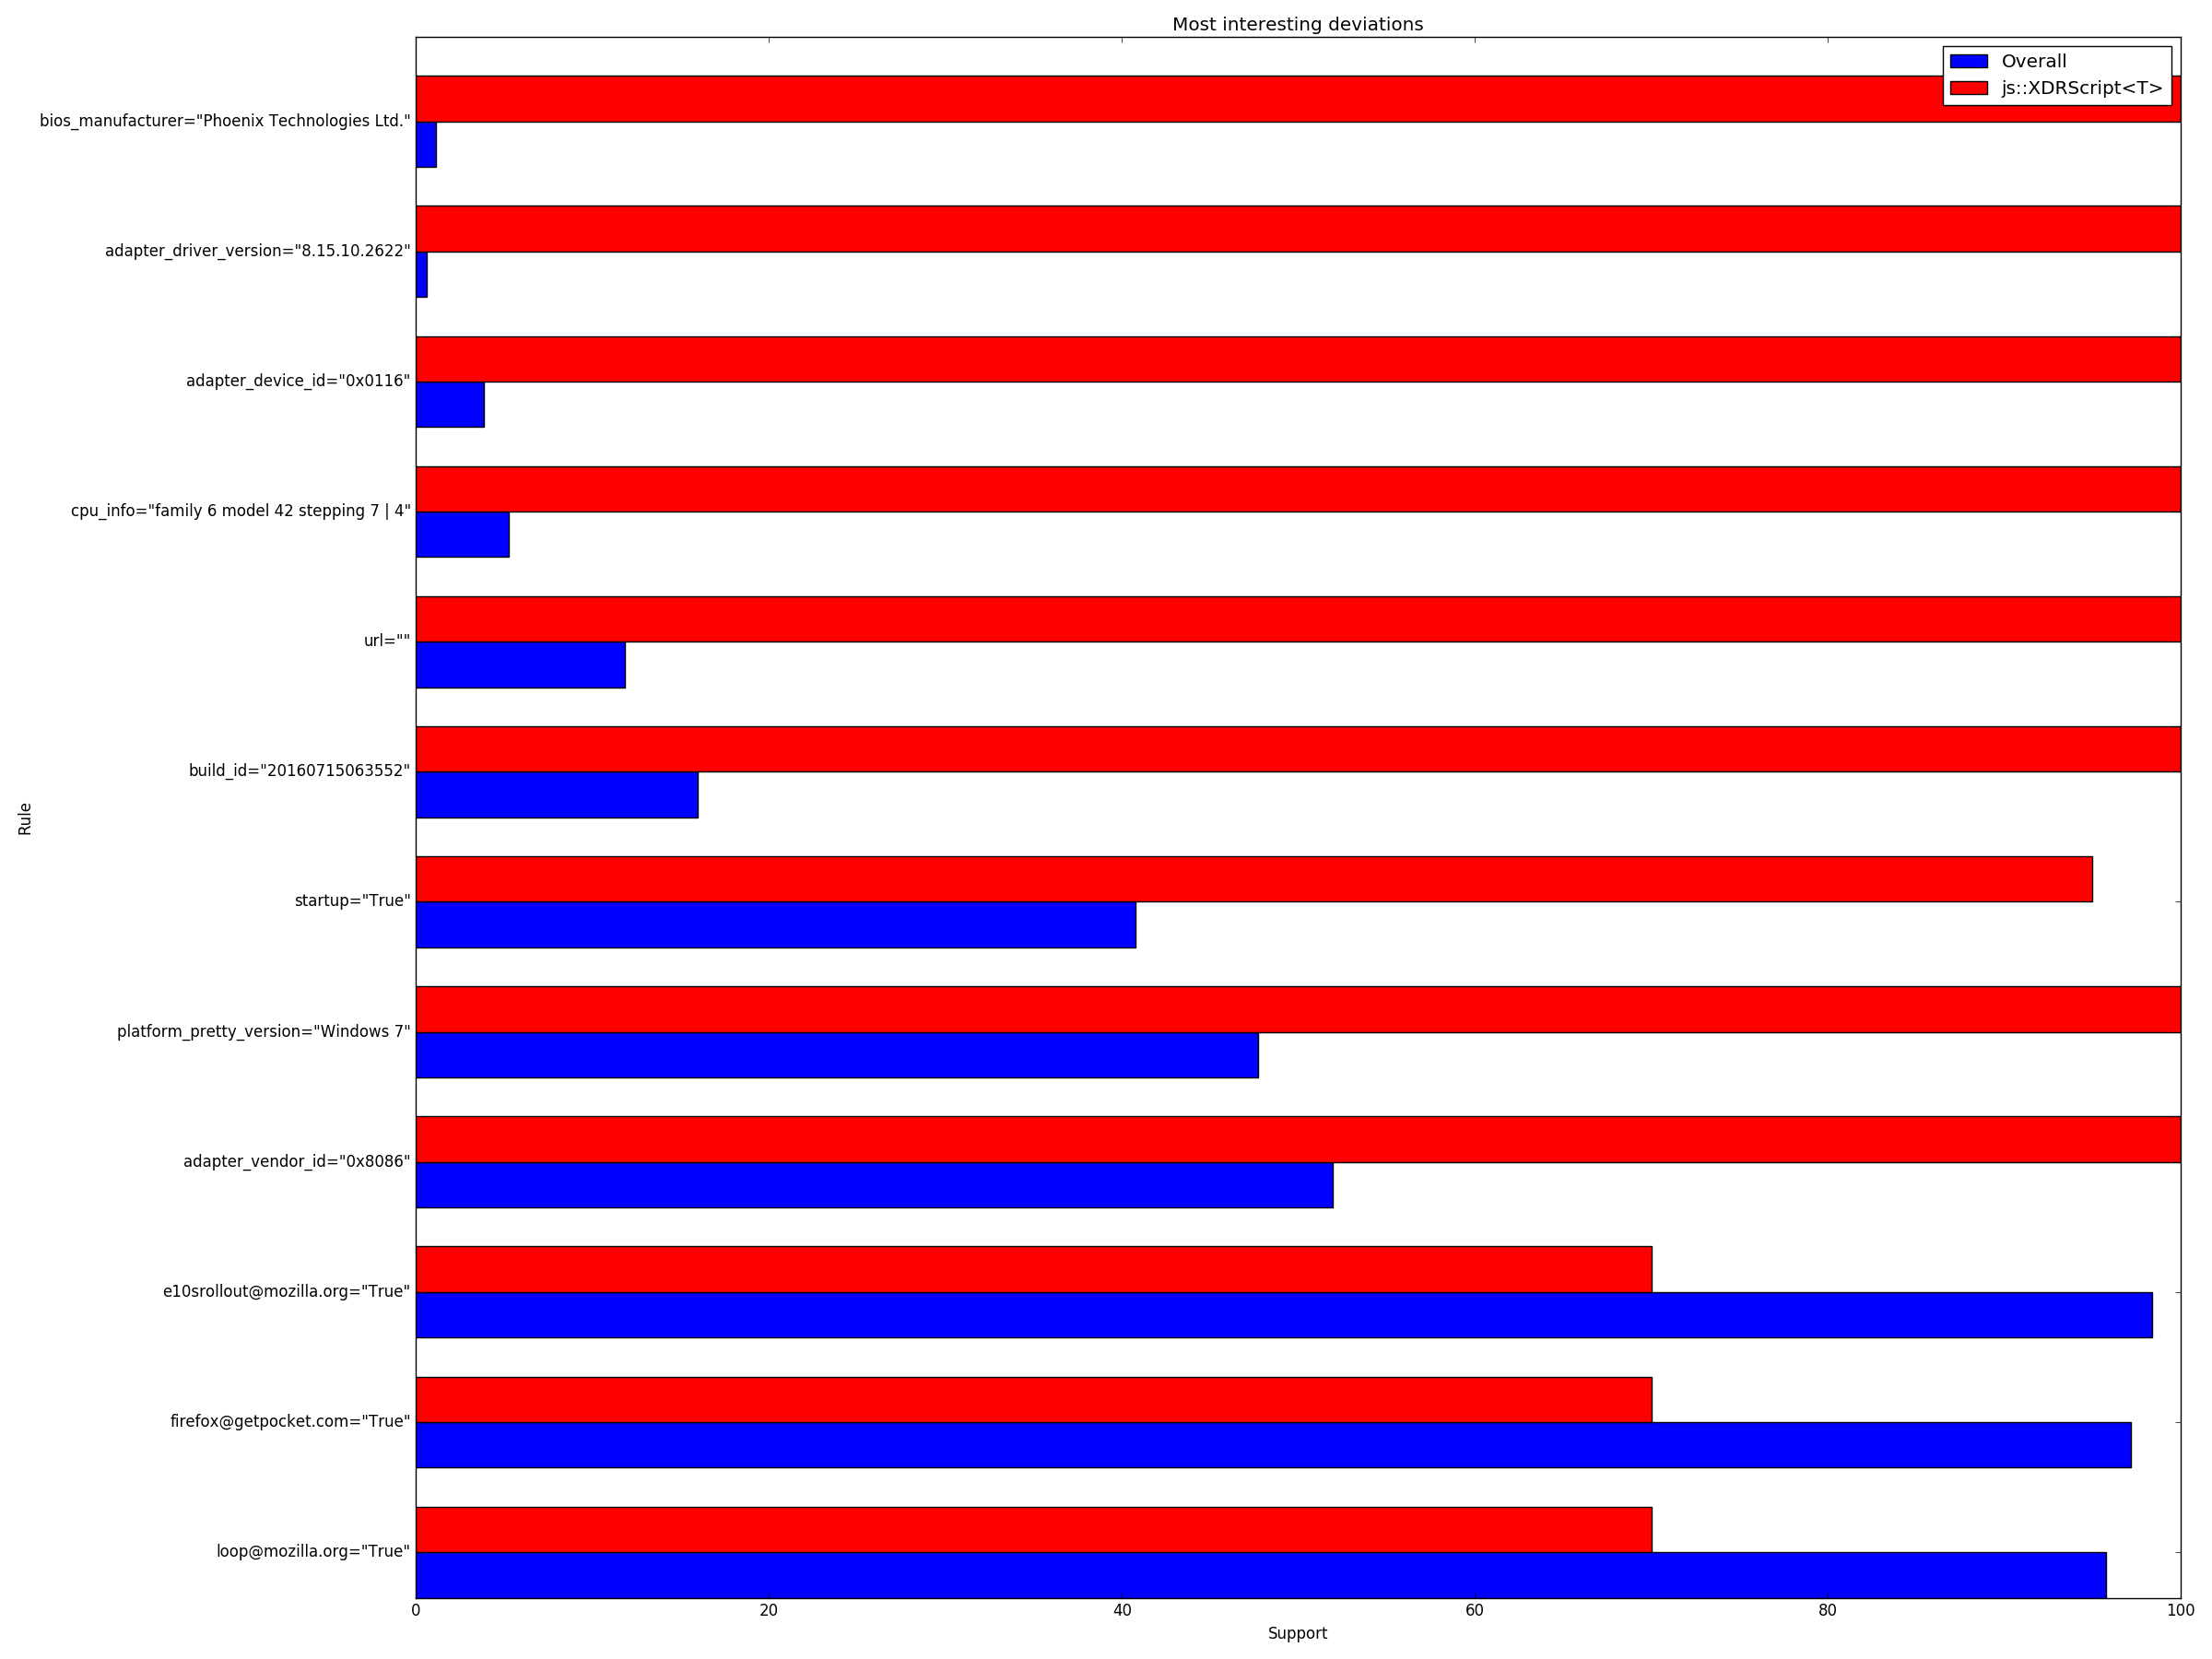 Most interesting deviations
Overall
js::XDRScript<T>
bios_manufacturer="Phoenix Technologies Ltd."
adapter_driver_version="8.15.10.2622"
adapter_device_id="0x0116"
cpu_info="family 6 model 42 stepping 7 | 4"
url=""
build_id="20160715063552"
startup="True"
platform_pretty_version="Windows 7"
adapter_vendor_id="0x8086"
e10srollout@mozilla.org="True"
firefox@getpocket.com="True"
loop@mozilla.org="True"
Rule
0 20 40 60 80 100
Support